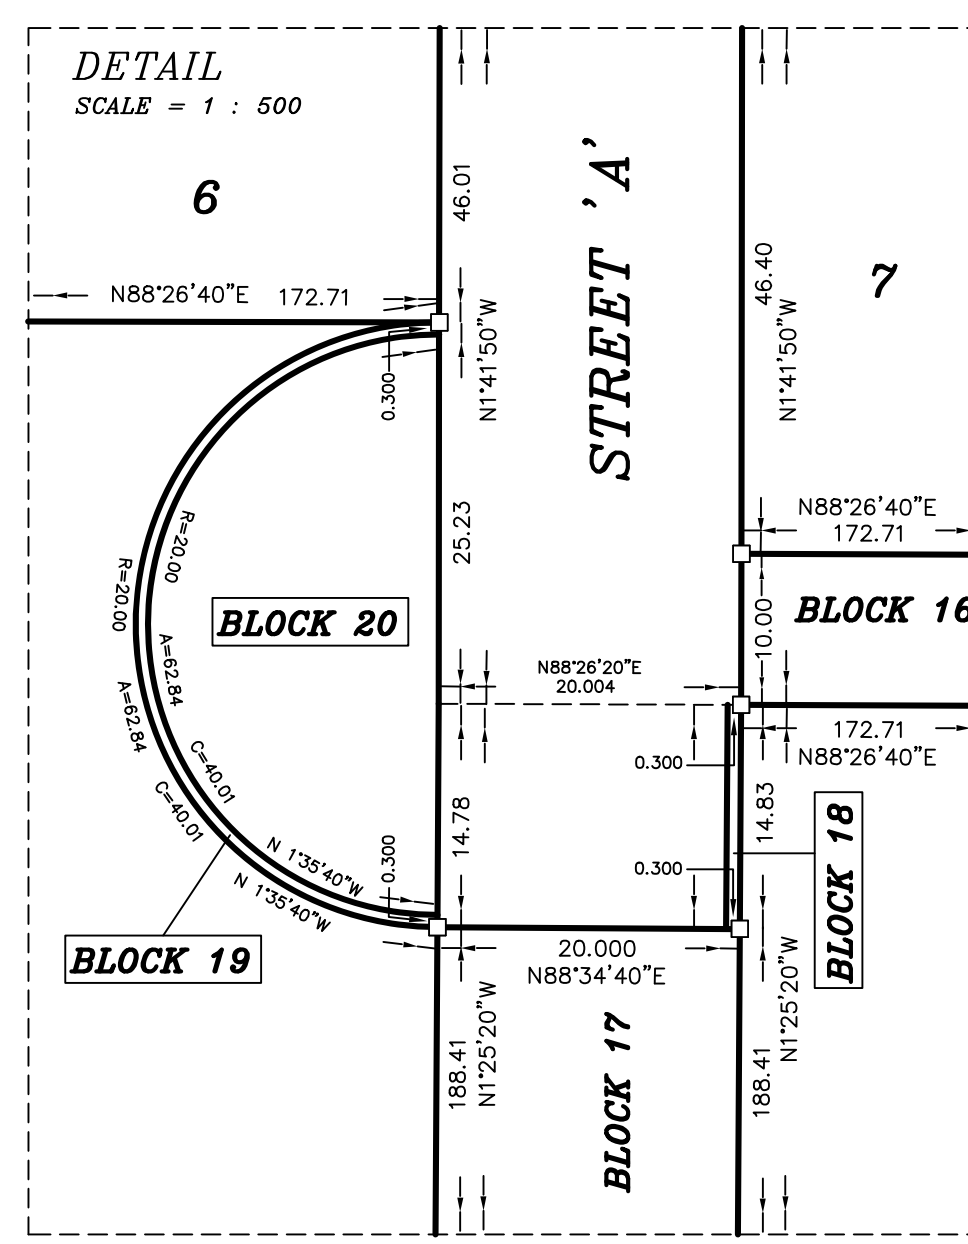 DETAIL
SCALE = 1 : 500
6
N88°26'40"E 172.71
46.01
N1°41'50"W
0.300
STREET 'A'
46.40
N1°41'50"W
7
25.23
R=20.00
R=20.00
A=62.84
A=62.84
C=40.01
C=40.01
N 1°35'40"W
N 1°35'40"W
BLOCK 20
N88°26'40"E
172.71
10.00
BLOCK 16
N88°26'20"E
20.004
172.71
N88°26'40"E
0.300
14.78
14.83
0.300
0.300
BLOCK 18
BLOCK 19
20.000
N88°34'40"E
188.41
N1°25'20"W
BLOCK 17
188.41
N1°25'20"W